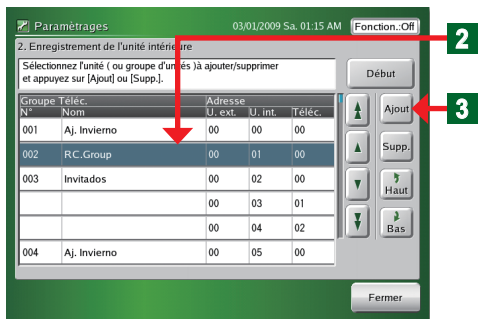 Paramètrages 03/01/2009 Sa. 01:15 AM Fonction.:Off
2. Enregistrement de l'unité intérieure
Sélectionnez l'unité ( ou groupe d'unités )à ajouter/supprimer
et appuyez sur [Ajout] ou [Supp.].
Début
Groupe Téléc. Adresse
N° Nom U. ext. U. int. Téléc.
001 Aj. Invierno 00 00 00
002 R.C.Group 00 01 00
003 Invitados 00 02 00
00 03 01
00 04 02
004 Aj. Invierno 00 05 00
Ajout
Supp.
Haut
Bas
Fermer
2
3